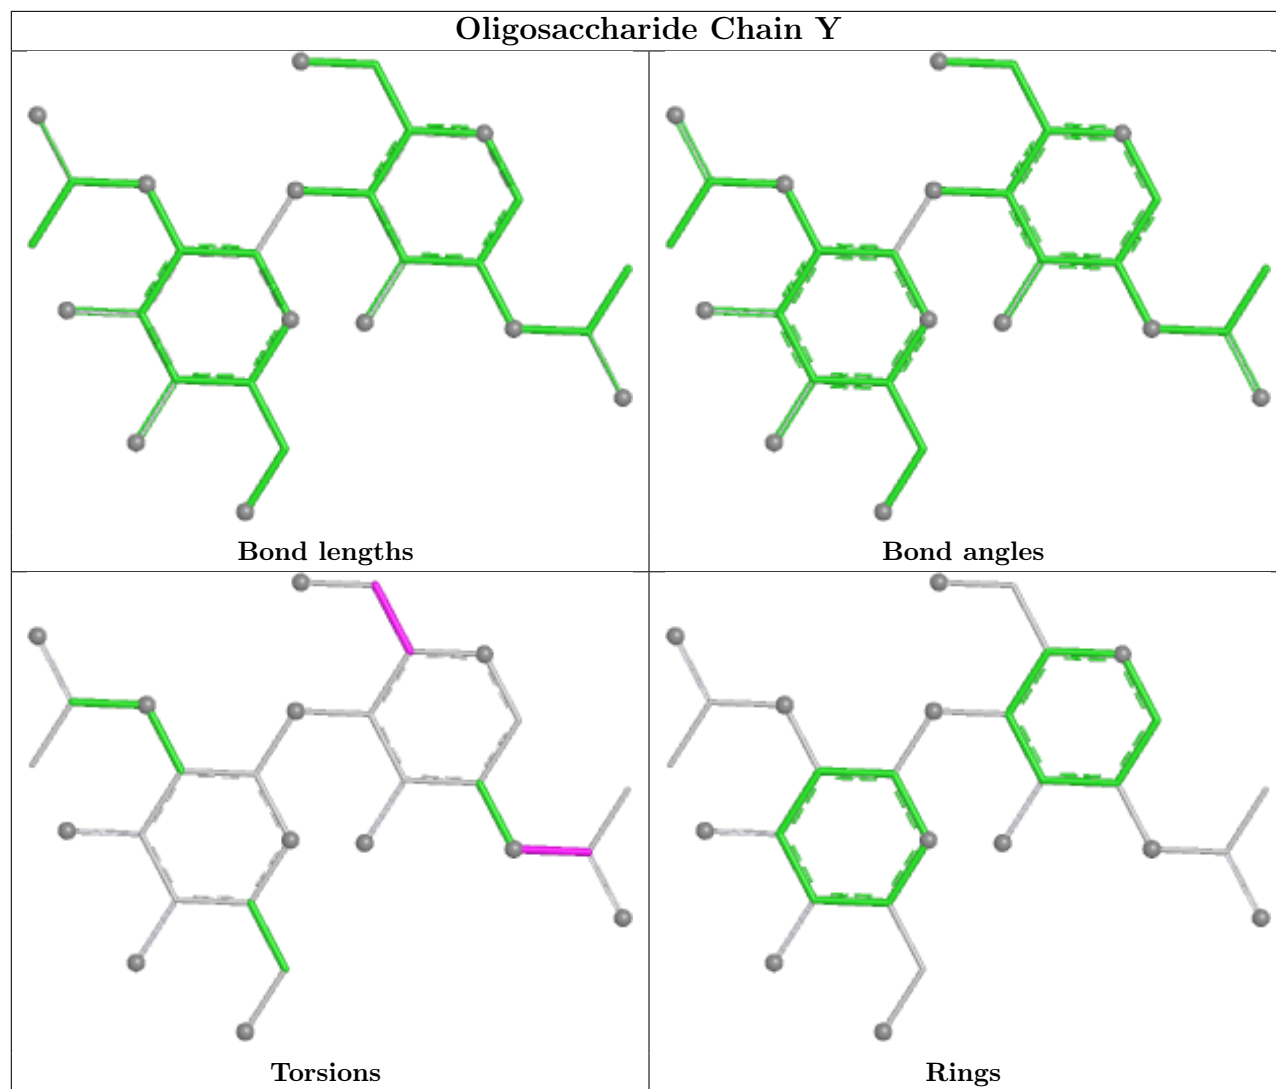 Oligosaccharide Chain Y
Bond lengths
Bond angles
Torsions
Rings